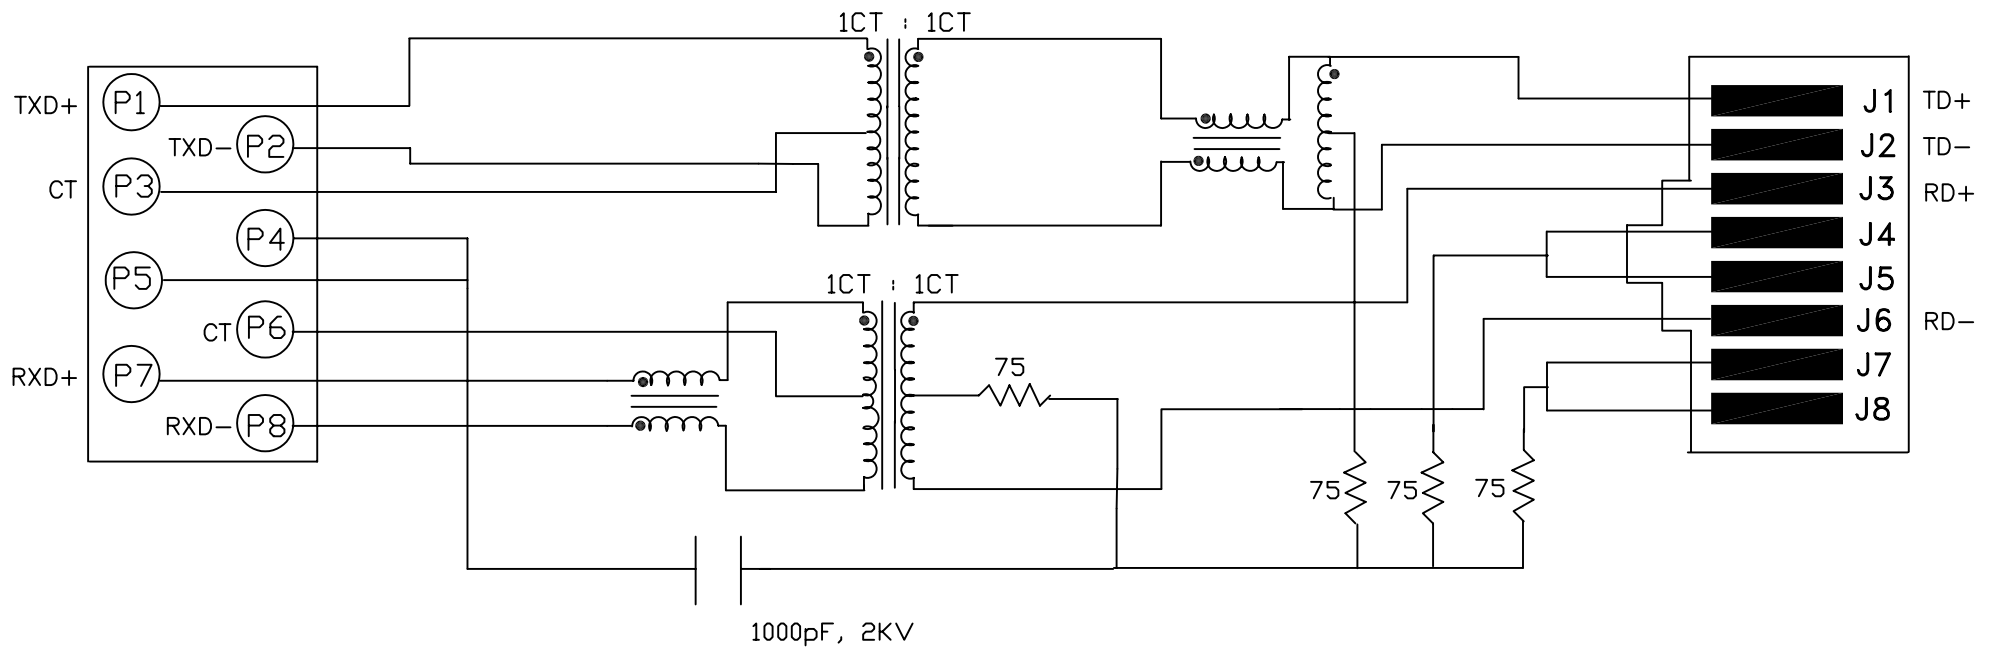 1CT : 1CT
TXD+ P1
TXD- P2
CT P3
P4
P5
CT P6
RXD+ P7
RXD- P8
1CT : 1CT
75
75 75 75
1000pF, 2KV
J1 TD+
J2 TD-
J3 RD+
J4
J5
J6 RD-
J7
J8